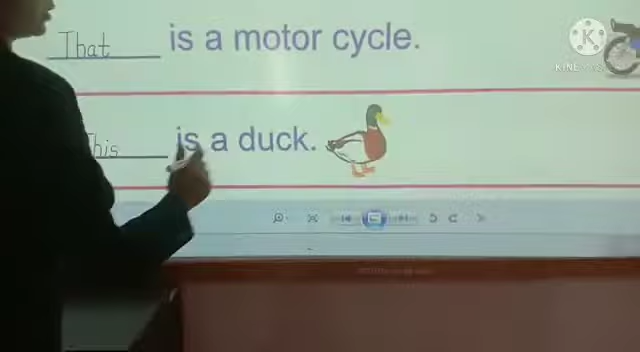 That is a motor cycle.
This is a duck.
K